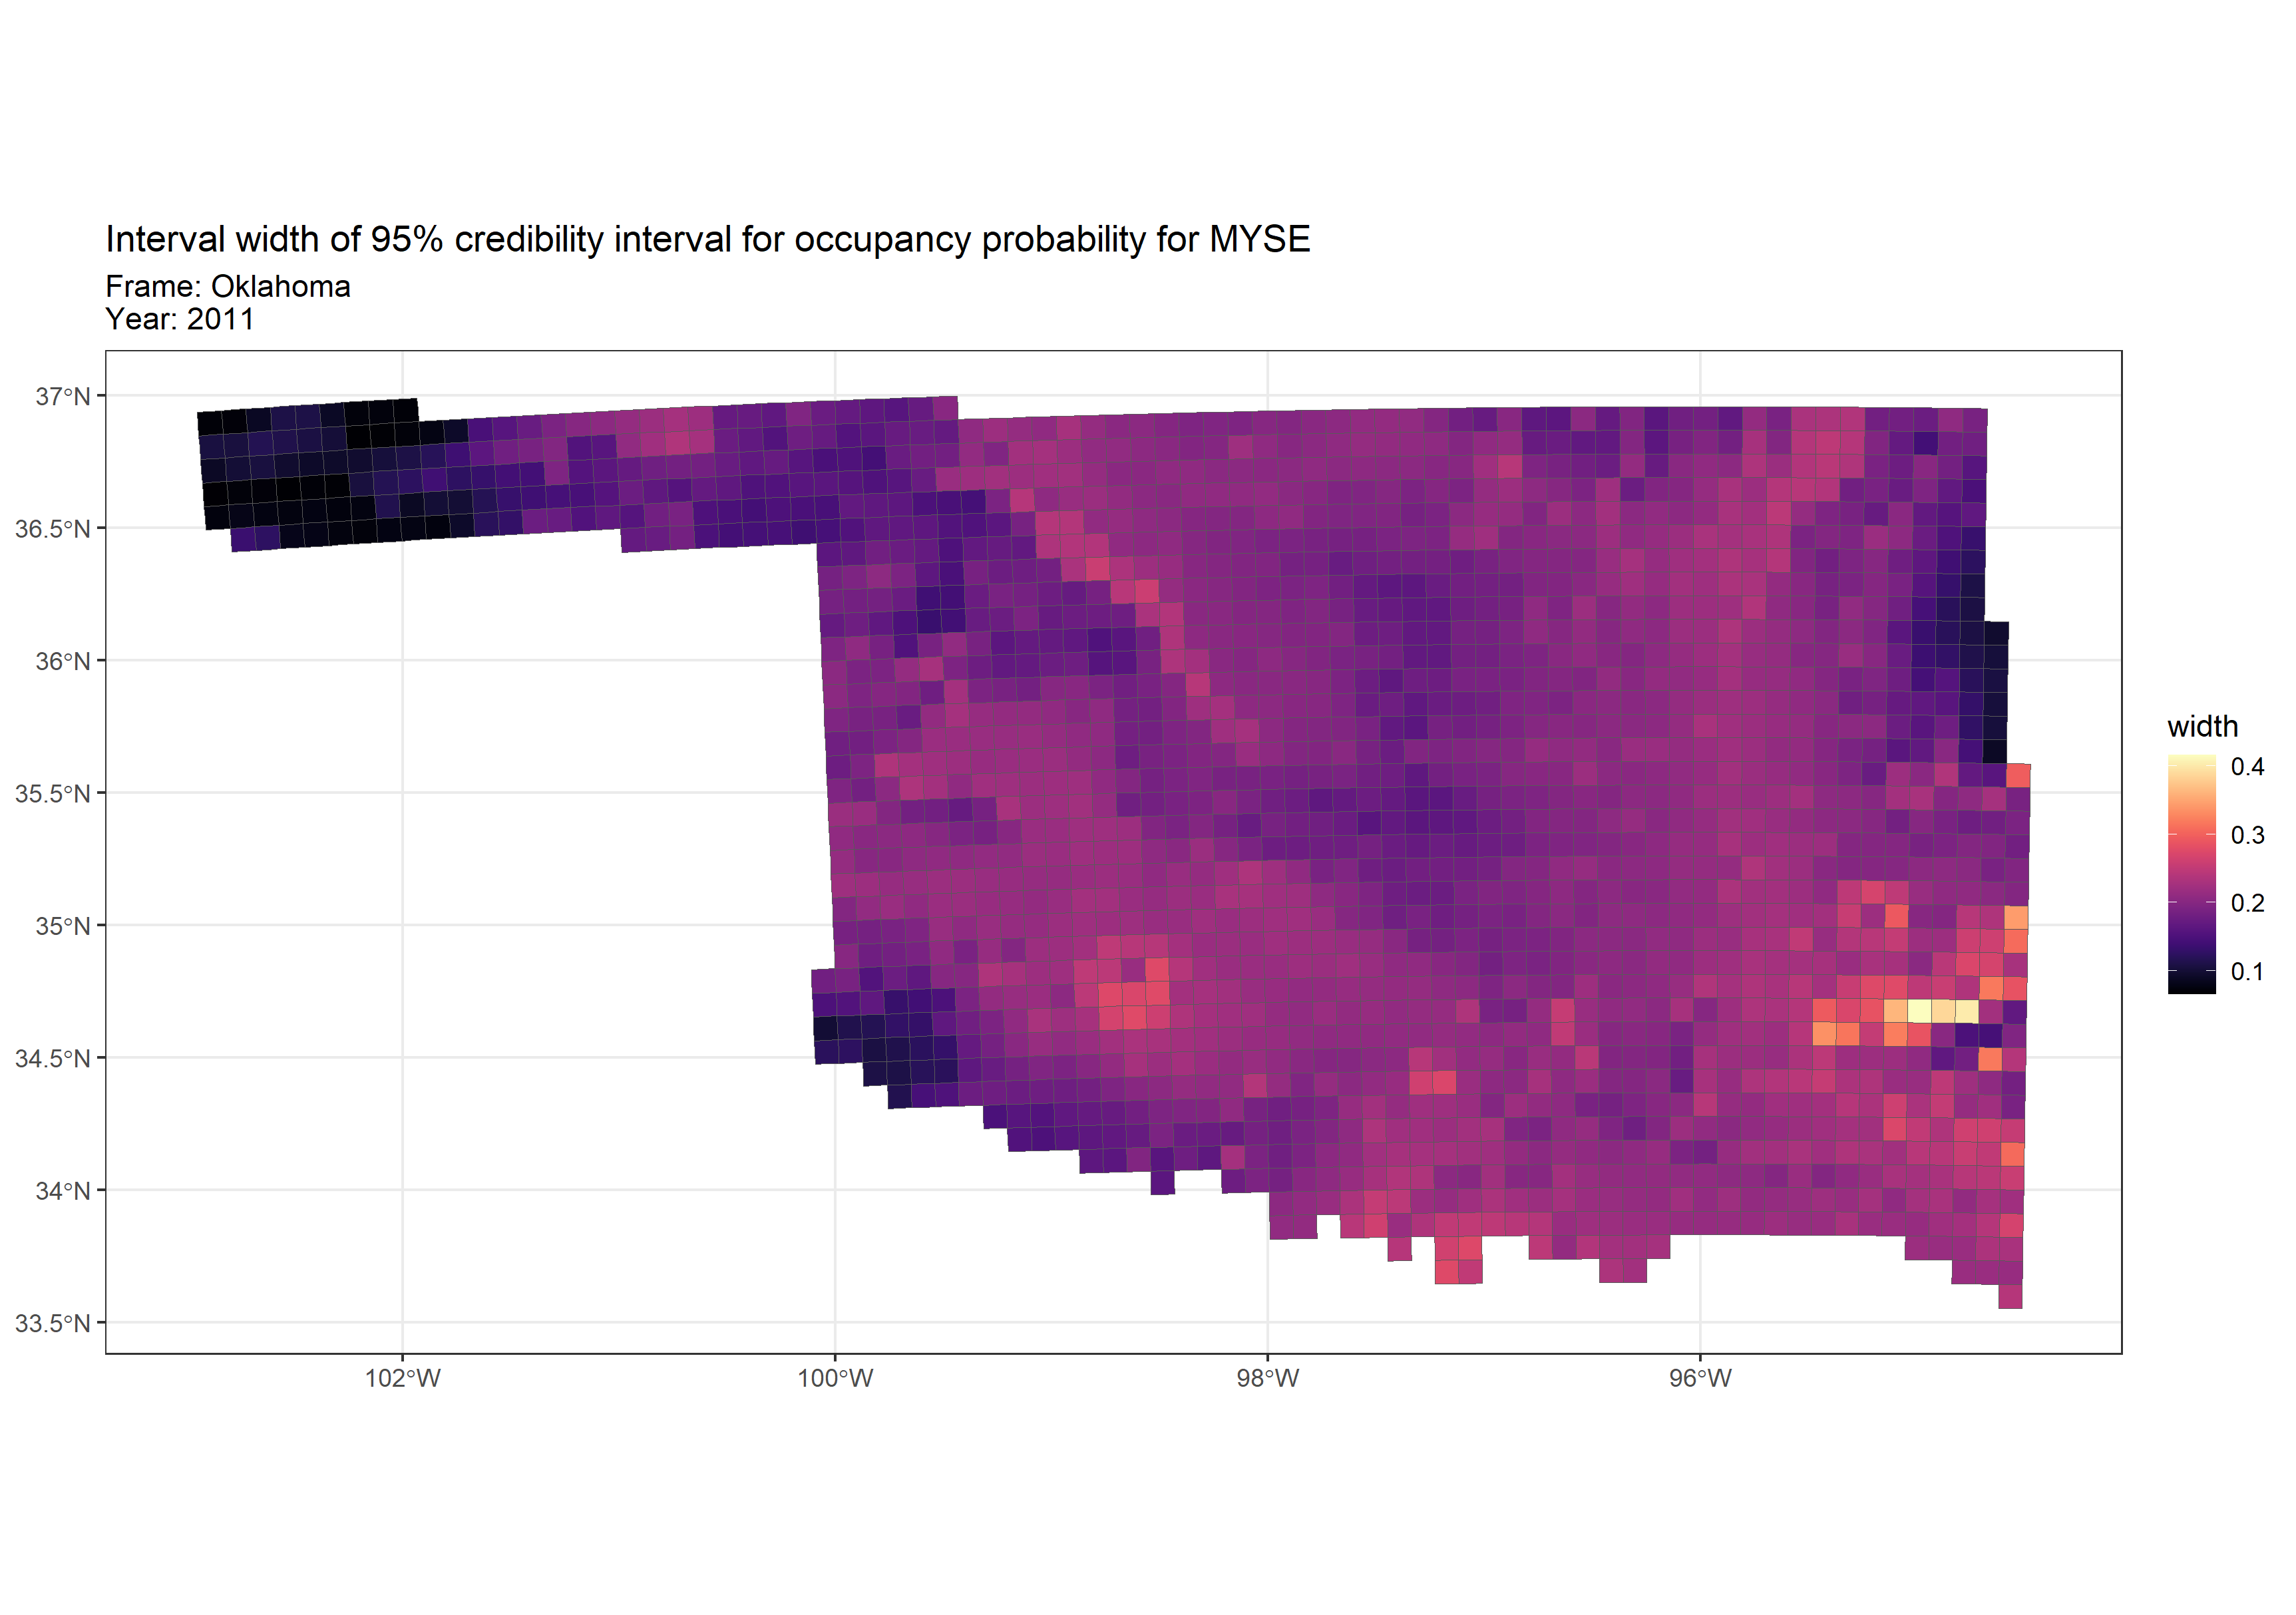 Interval width of 95% credibility interval for occupancy probability for MYSE
Frame: Oklahoma
Year: 2011
37°N
36.5°N
36°N
35.5°N
35°N
34.5°N
34°N
33.5°N
102°W
100°W
98°W
96°W
width
0.4
0.3
0.2
0.1